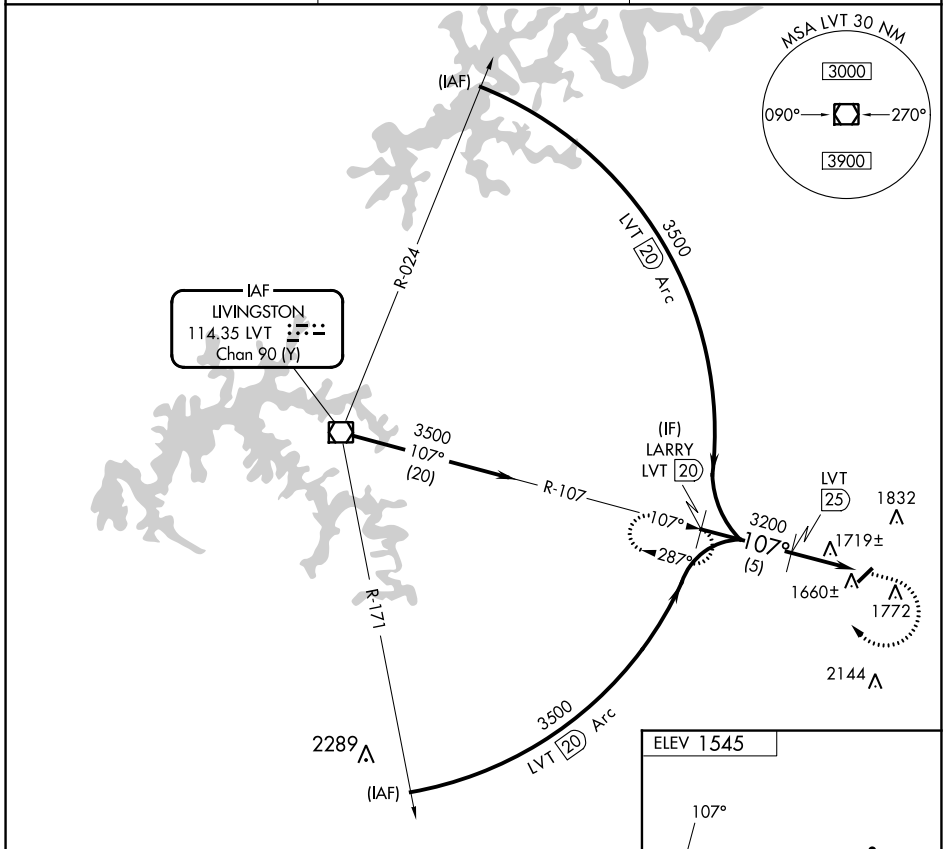 MSA LVT 30 NM
3000
090°
270°
3900
(IAF)
3500
LVT 20 Arc
R-024
IAF
LIVINGSTON
114.35 LVT
Chan 90 (Y)
3500
107°
(20)
R-107
(IF)
LARRY
LVT 20
LVT
25
1832
107°
3200
107°
(5)
1719±
287°
1660±
1772
R-171
2144
3500
LVT 20 Arc
2289
(IAF)
ELEV 1545
107°